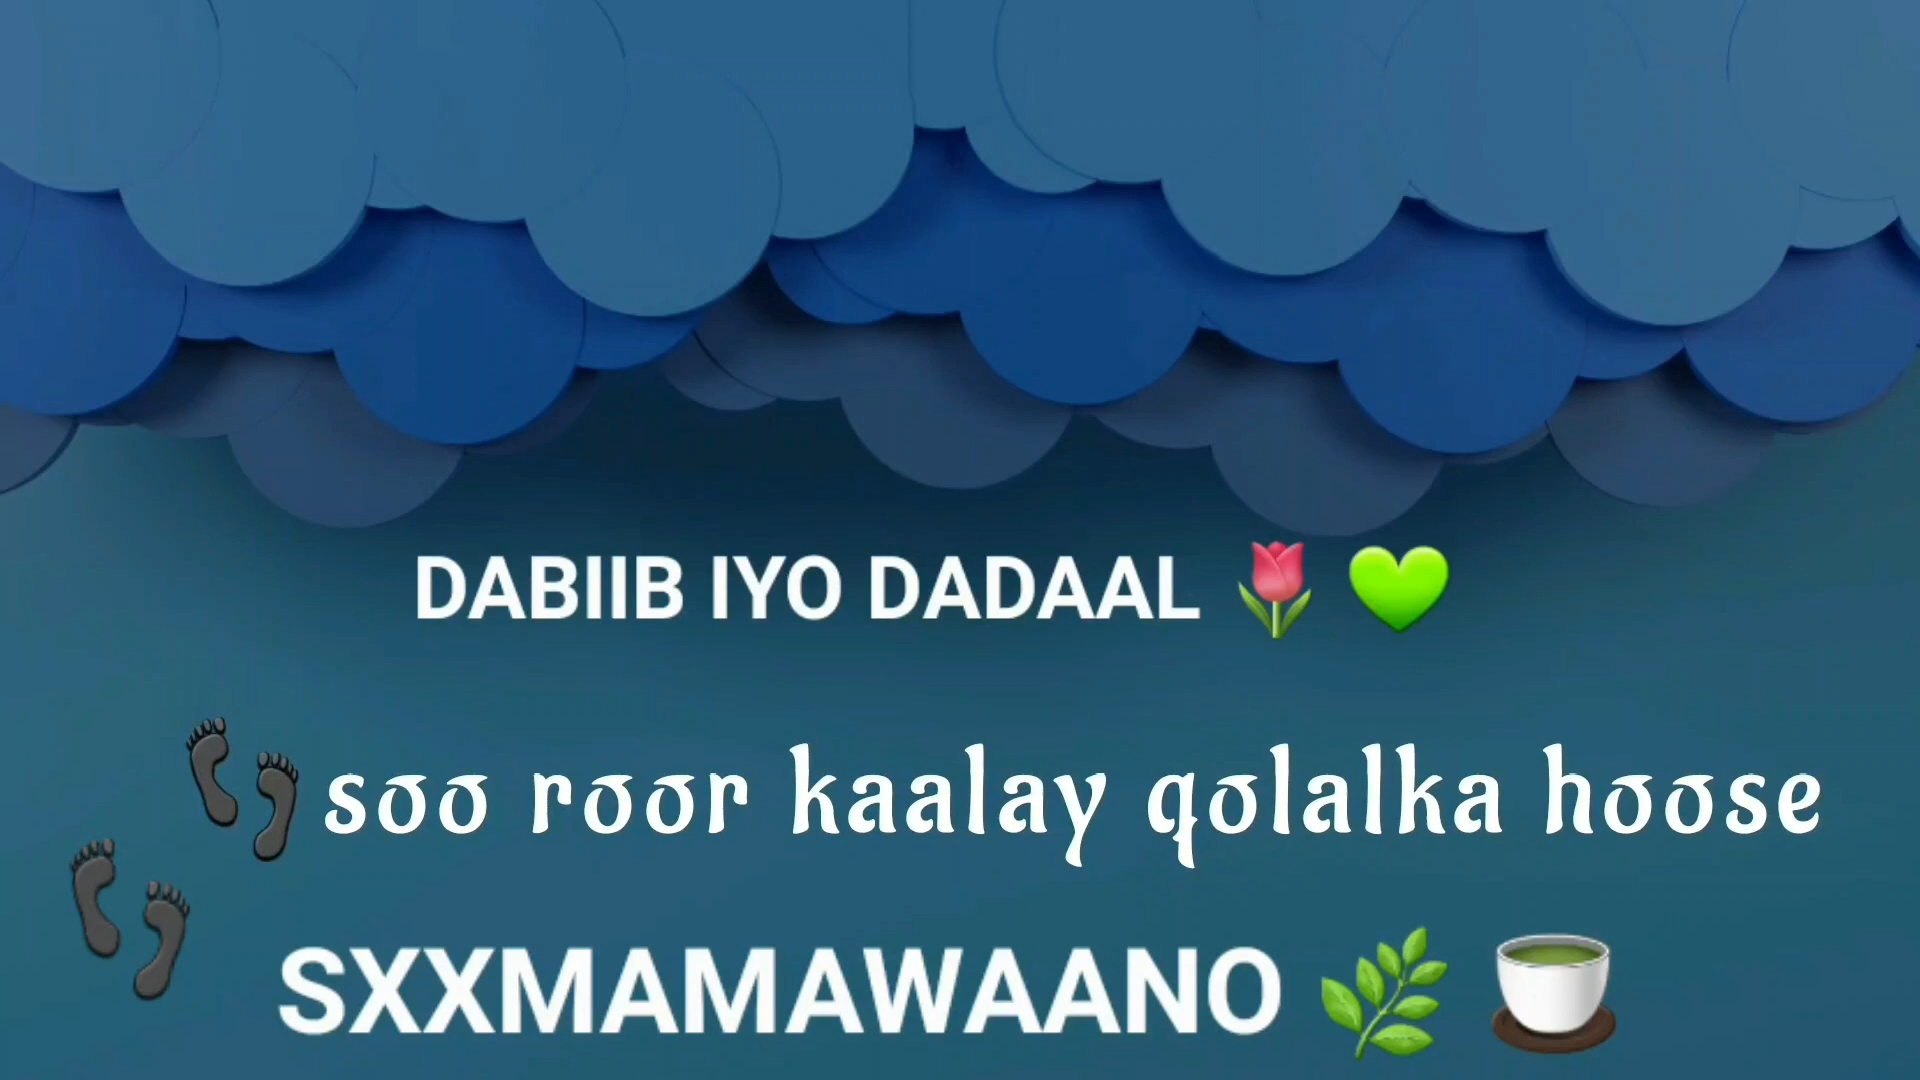 DABIIB IYO DADAAL 🌷 💚
👣 soo roor kaalay qolalka hoose
👣 SXXMAMAWAANO 🌿 🍵